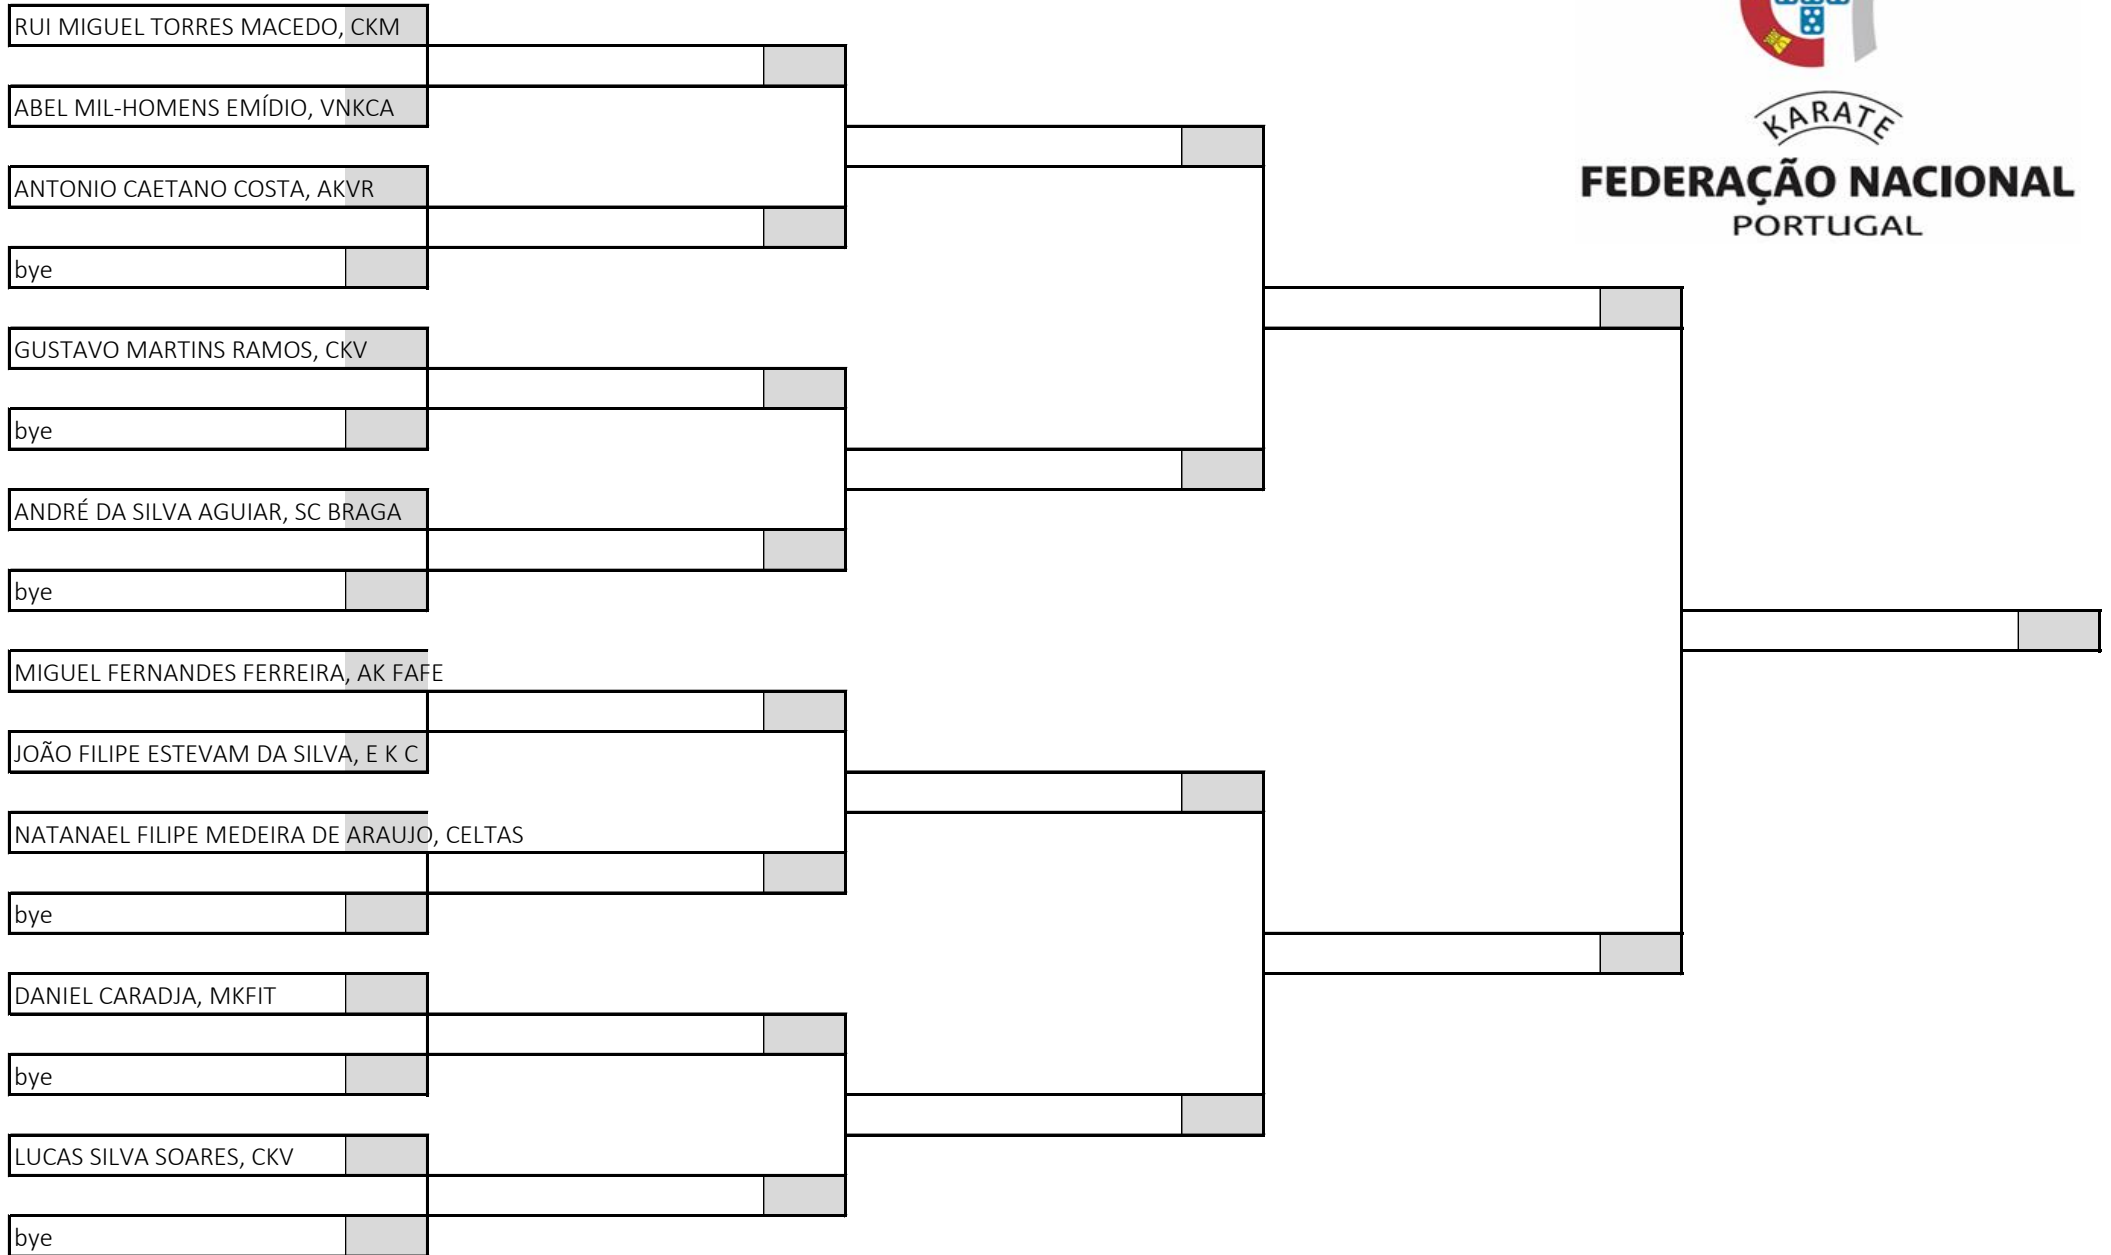 RUI MIGUEL TORRES MACEDO, CKM
ABEL MIL-HOMENS EMÍDIO, VNKCA
ANTONIO CAETANO COSTA, AKVR
bye
GUSTAVO MARTINS RAMOS, CKV
bye
ANDRÉ DA SILVA AGUIAR, SC BRAGA
bye
MIGUEL FERNANDES FERREIRA, AK FAFE
JOÃO FILIPE ESTEVAM DA SILVA, E K C
NATANAEL FILIPE MEDEIRA DE ARAUJO, CELTAS
bye
DANIEL CARADJA, MKFIT
bye
LUCAS SILVA SOARES, CKV
bye
KARATE
FEDERAÇÃO NACIONAL
PORTUGAL